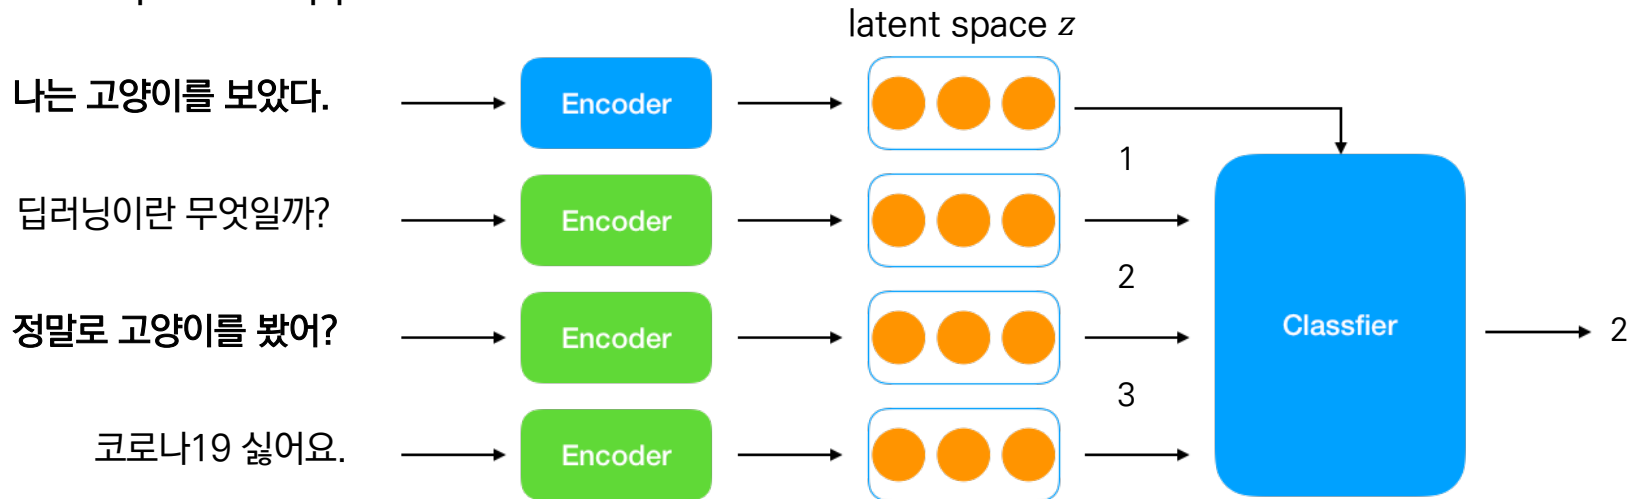 latent space z
나는 고양이를 보았다.
Encoder
1
딥러닝이란 무엇일까?
Encoder
2
정말로 고양이를 봤어?
Encoder
Classfier
2
3
코로나19 싫어요.
Encoder